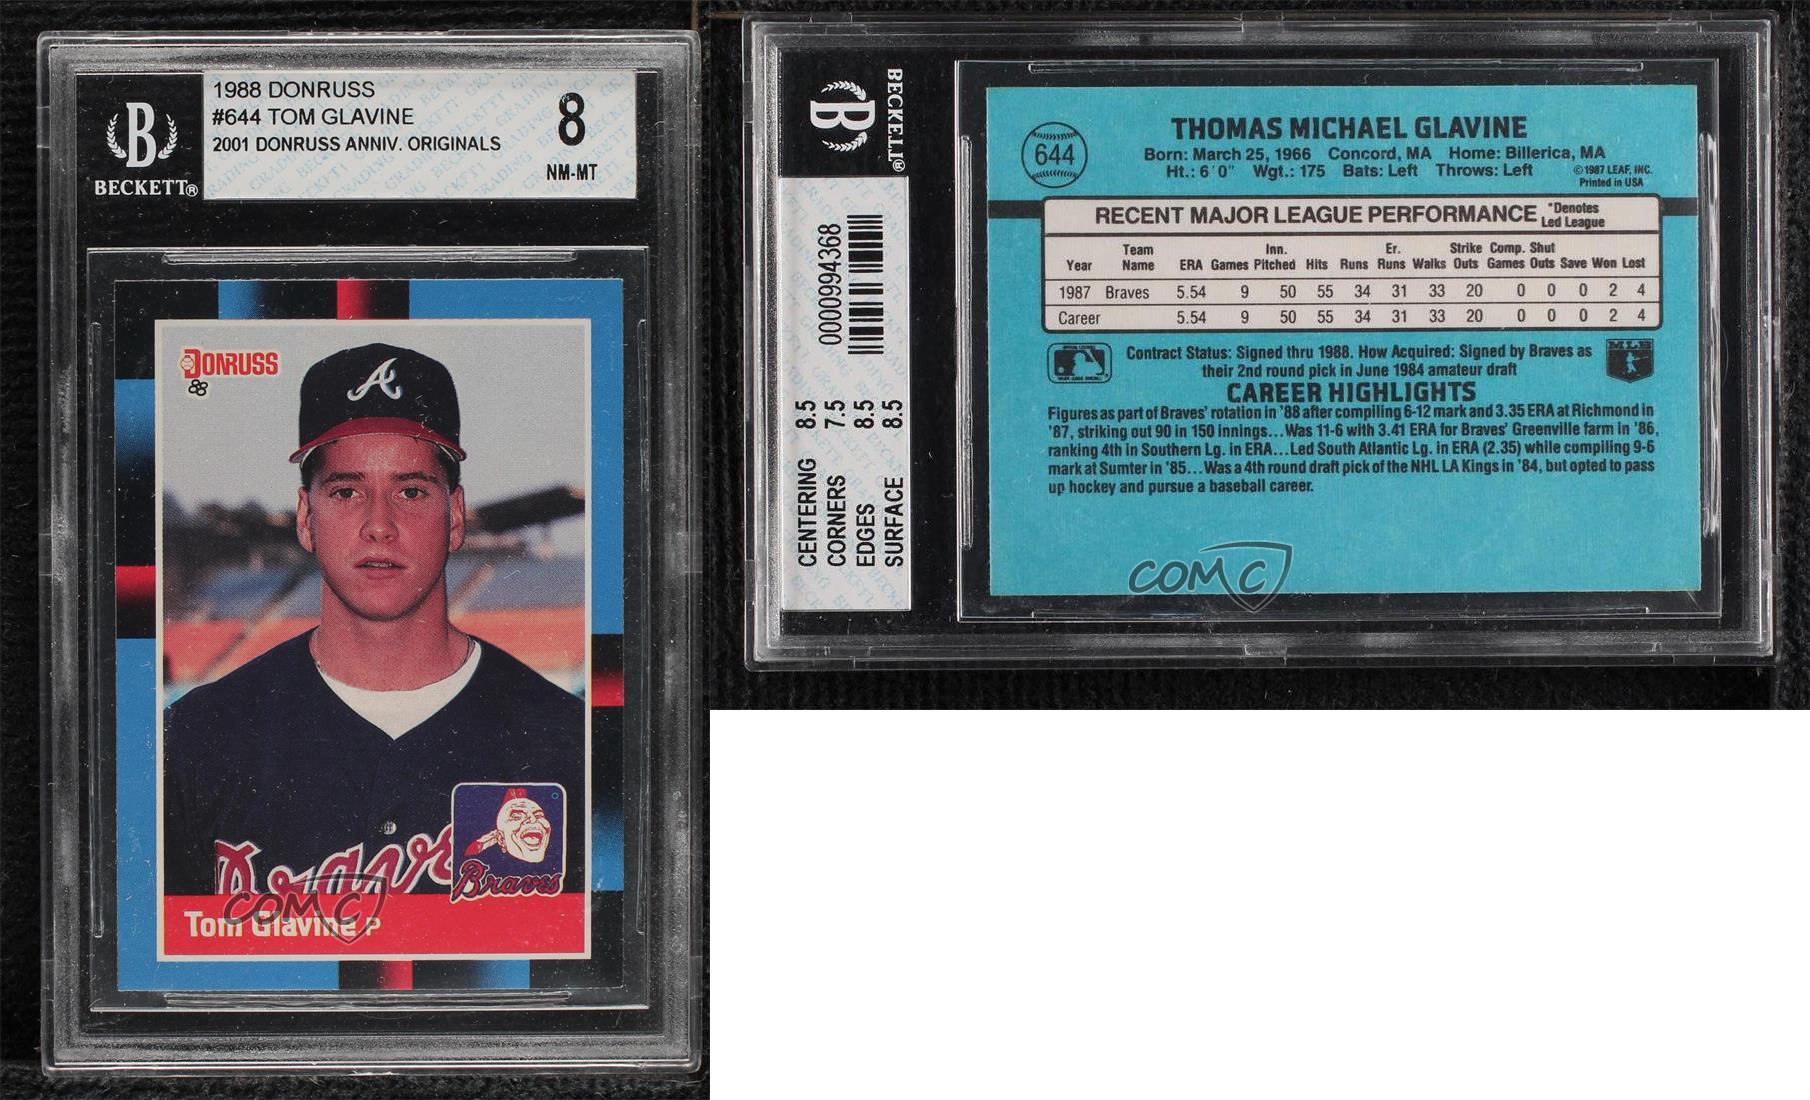 1988 DONRUSS
#644 TOM GLAVINE
2001 DONRUSS ANNIV. ORIGINALS
8
NM-MT
B
BECKETT®
DONRUSS
88
A
Braves
Braves
Tom Glavine P
COMC
B
BECKETT®
0000994368
CENTERING 8.5
CORNERS 7.5
EDGES 8.5
SURFACE 8.5
644
THOMAS MICHAEL GLAVINE
Born: March 25, 1966 Concord, MA Home: Billerica, MA
Ht.: 6'0" Wgt.: 175 Bats: Left Throws: Left
©1987 LEAF, INC.
Printed in USA
RECENT MAJOR LEAGUE PERFORMANCE *Denotes Led League
Year Team Name ERA Games Inn. Pitched Hits Runs Er. Runs Walks Strike Outs Comp. Games Shut Outs Save Won Lost
1987 Braves 5.54 9 50 55 34 31 33 20 0 0 0 2 4
Career 5.54 9 50 55 34 31 33 20 0 0 0 2 4
Contract Status: Signed thru 1988. How Acquired: Signed by Braves as
their 2nd round pick in June 1984 amateur draft
MLB
CAREER HIGHLIGHTS
Figures as part of Braves' rotation in '88 after compiling 6-12 mark and 3.35 ERA at Richmond in
'87, striking out 90 in 150 innings...Was 11-6 with 3.41 ERA for Braves' Greenville farm in '86,
ranking 4th in Southern Lg. in ERA...Led South Atlantic Lg. in ERA (2.35) while compiling 9-6
mark at Sumter in '85...Was a 4th round draft pick of the NHL LA Kings in '84, but opted to pass
up hockey and pursue a baseball career.
COMC